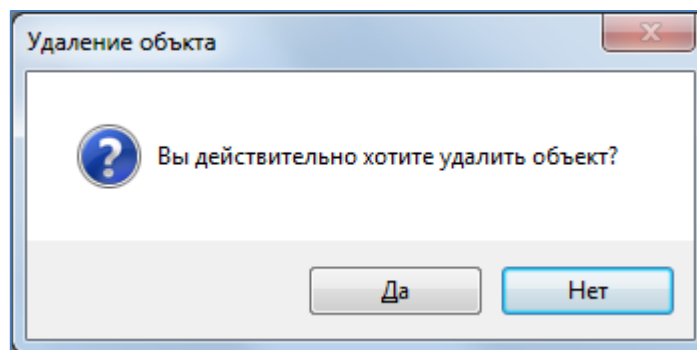 Удаление объкта
Вы действительно хотите удалить объект?
Да
Нет